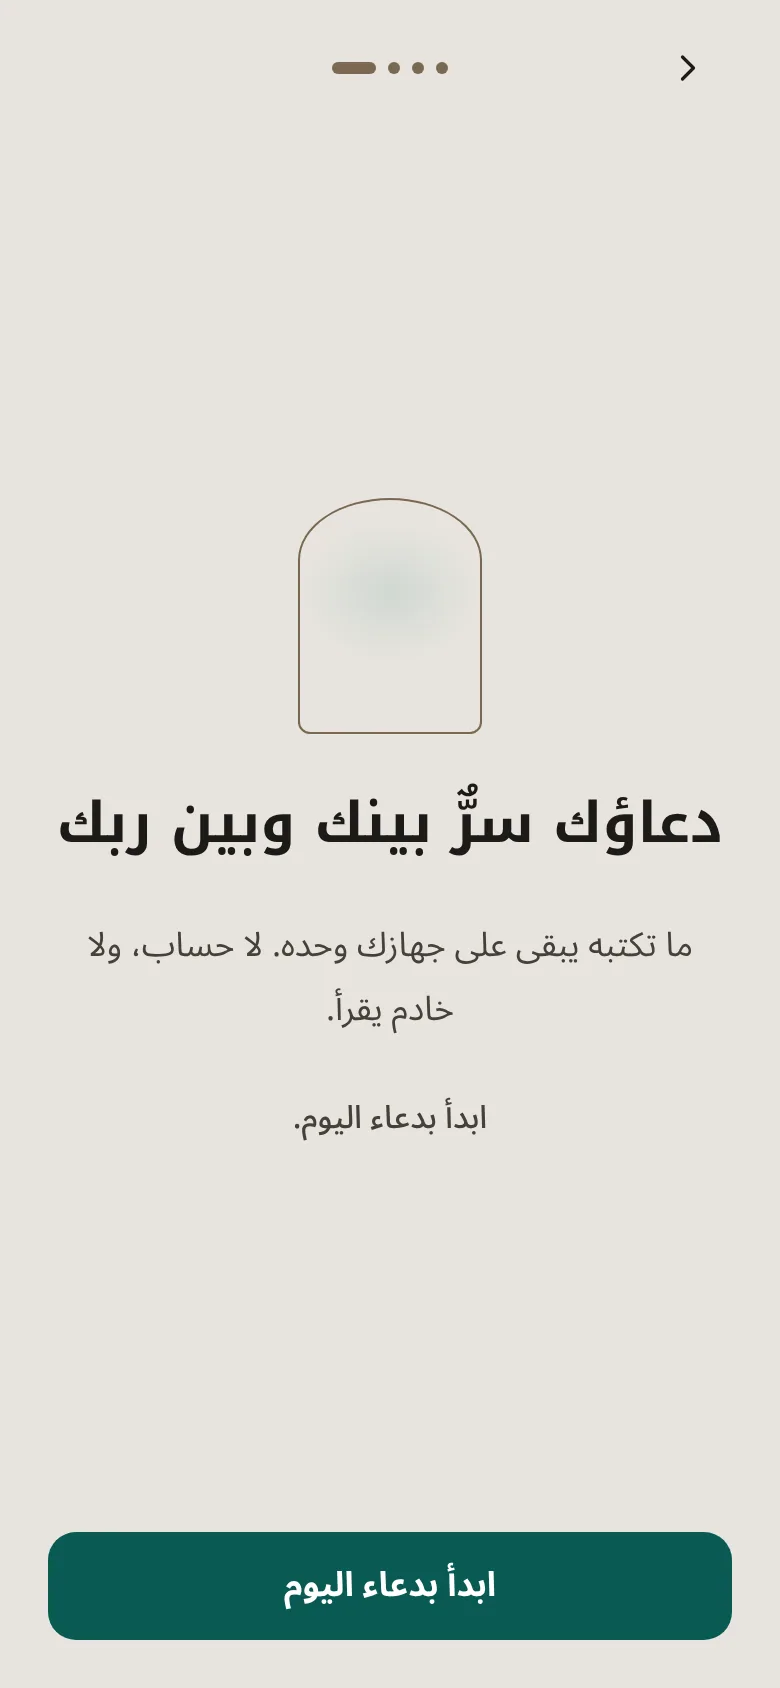 دعاؤك سرٌّ بينك وبين ربك
ما تكتبه يبقى على جهازك وحده. لا حساب، ولا
خادم يقرأ.
ابدأ بدعاء اليوم.
ابدأ بدعاء اليوم